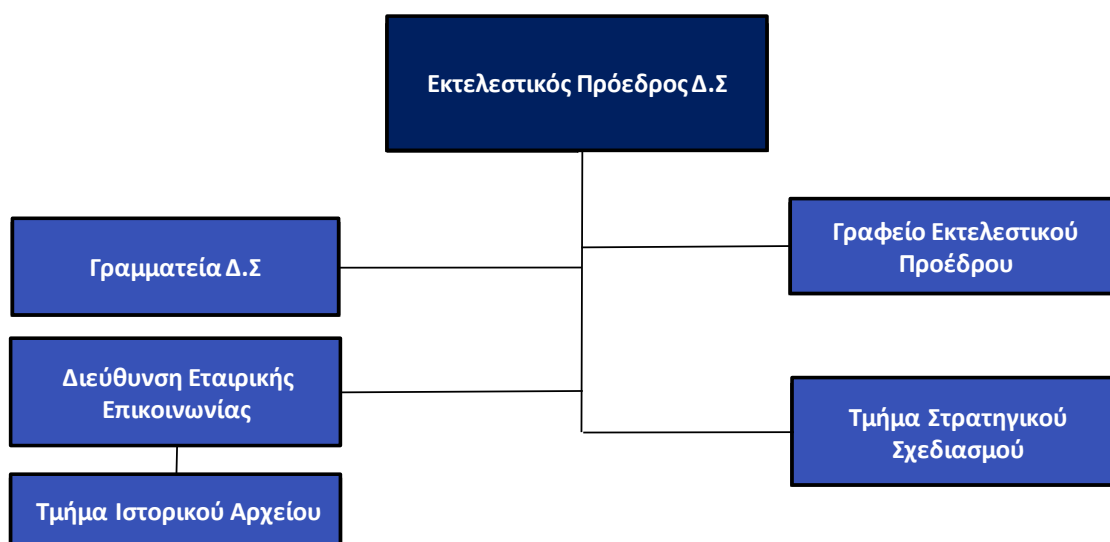 Εκτελεστικός Πρόεδρος Δ.Σ
Γραμματεία Δ.Σ
Γραφείο Εκτελεστικού
Προέδρου
Διεύθυνση Εταιρικής
Επικοινωνίας
Τμήμα Στρατηγικού
Σχεδιασμού
Τμήμα Ιστορικού Αρχείου